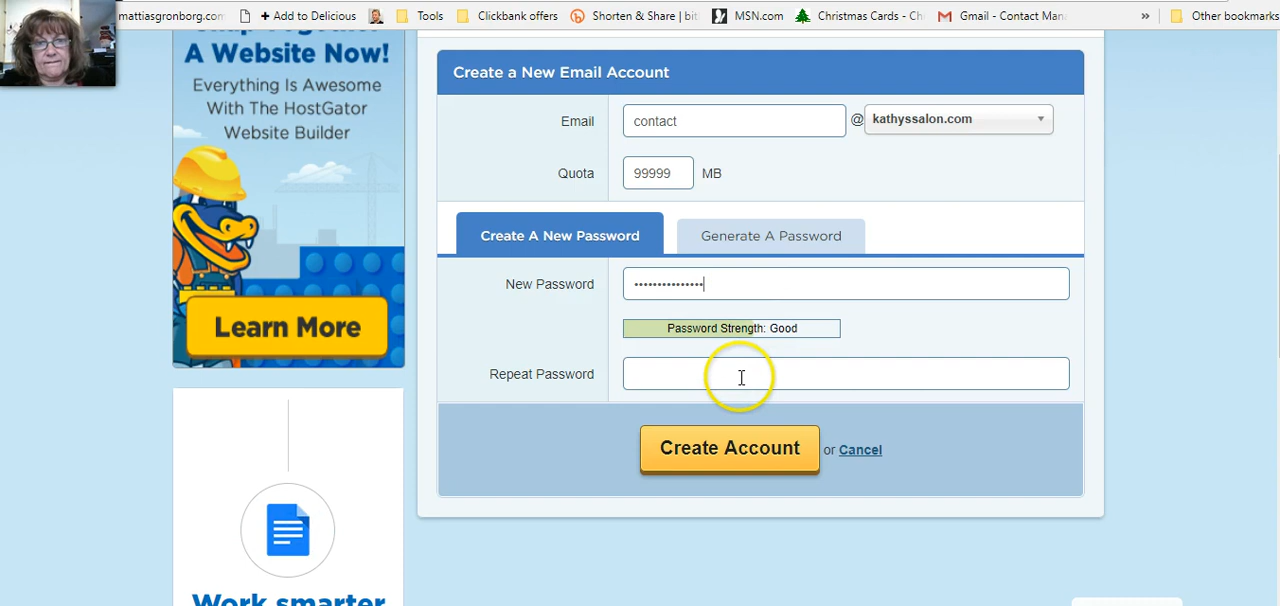 mattiasgronborg.com
+ Add to Delicious
Tools
Clickbank offers
Shorten & Share | bit
MSN.com
Christmas Cards - Ch
Gmail - Contact Man
»
Other bookmarks
A Website Now!
Everything Is Awesome
With The HostGator
Website Builder
Learn More
Work smarter
Create a New Email Account
Email contact @ kathyssalon.com
Quota 99999 MB
Create A New Password Generate A Password
New Password •••••••••••••••
Password Strength: Good
Repeat Password
Create Account or Cancel